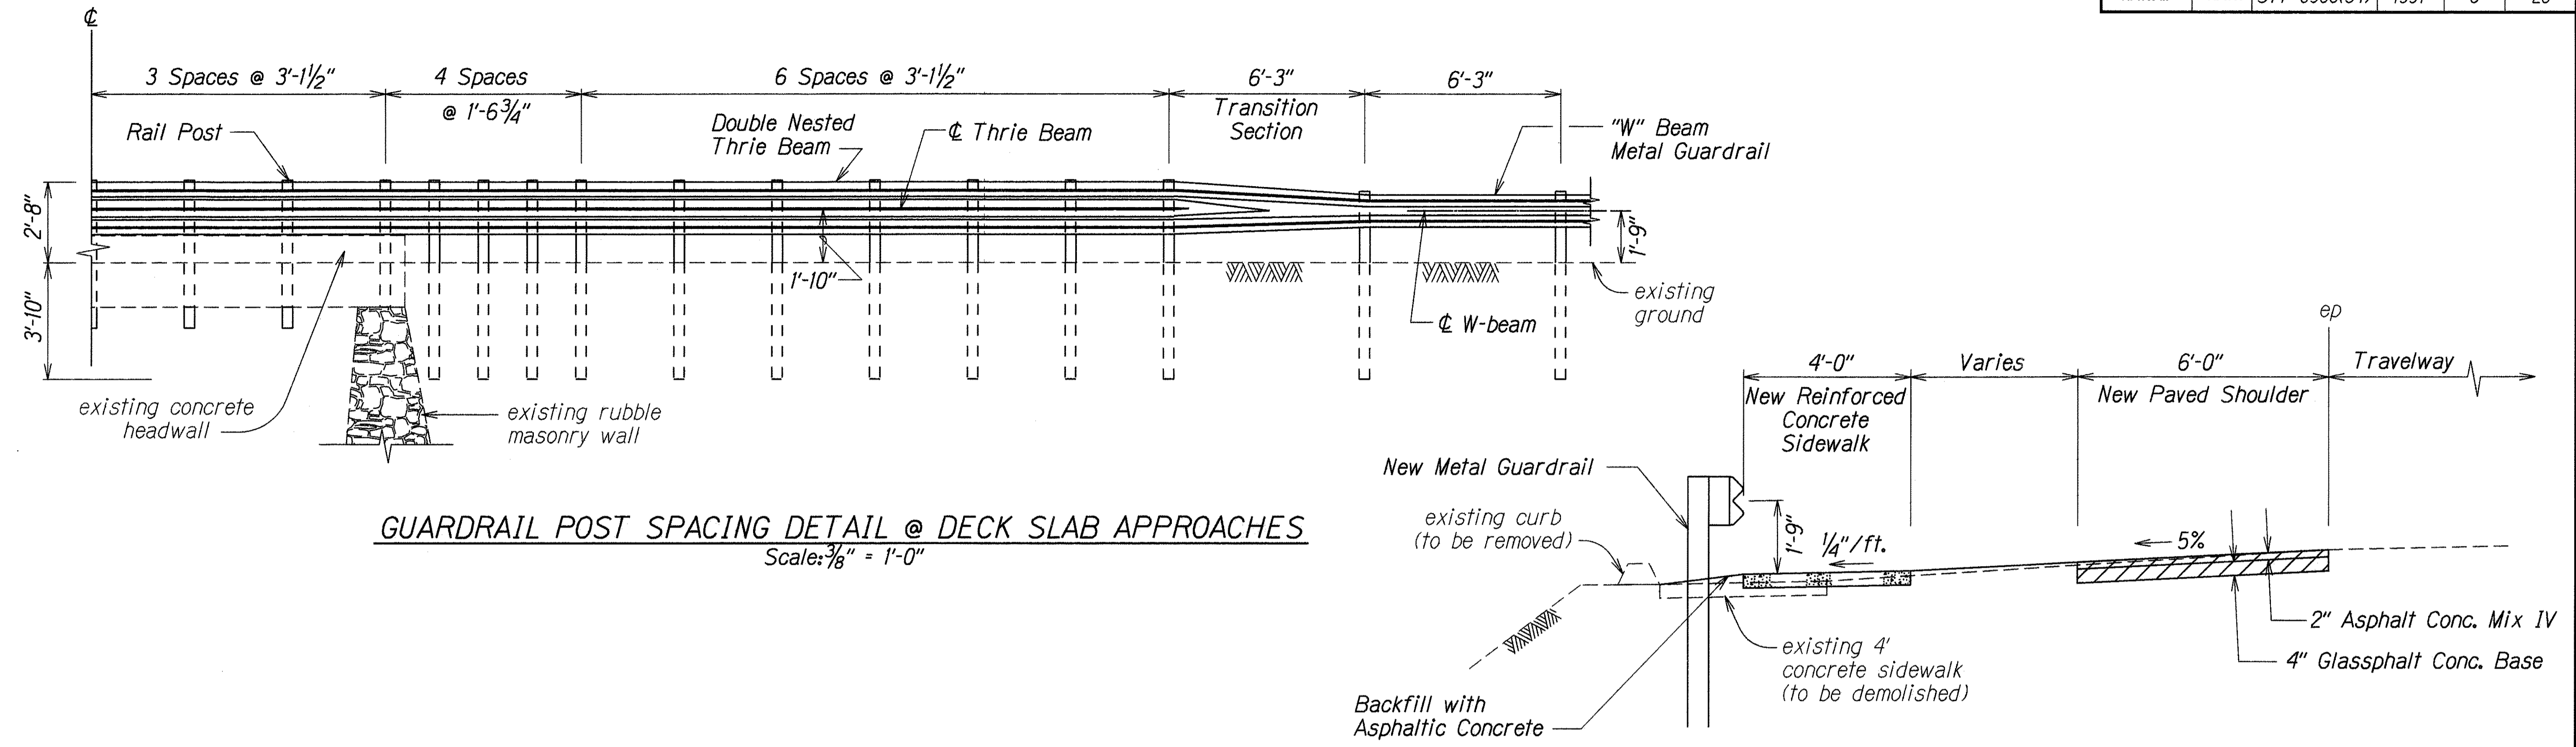 ℄
3 Spaces @ 3'-1½"
4 Spaces
@ 1'-6¾"
6 Spaces @ 3'-1½"
6'-3"
Transition
Section
6'-3"
Rail Post
Double Nested
Thrie Beam
℄ Thrie Beam
"W" Beam
Metal Guardrail
2'-8"
3'-10"
1'-10"
1'-9"
℄ W-beam
existing
ground
existing concrete
headwall
existing rubble
masonry wall
GUARDRAIL POST SPACING DETAIL @ DECK SLAB APPROACHES
Scale: ⅜" = 1'-0"
ep
4'-0"
Varies
6'-0"
Travelway
New Reinforced
Concrete
Sidewalk
New Paved Shoulder
New Metal Guardrail
existing curb
(to be removed)
1'-9"
¼"/ft.
5%
2" Asphalt Conc. Mix IV
4" Glassphalt Conc. Base
existing 4'
concrete sidewalk
(to be demolished)
Backfill with
Asphaltic Concrete